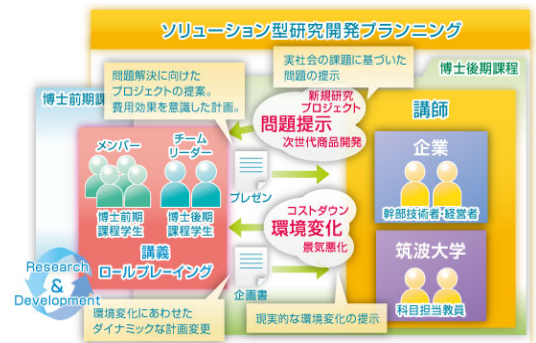 ソリューション型研究開発プランニング
実社会の課題に基づいた
問題の提示
博士後期課程
問題解決に向けた
プロジェクトの提案。
費用効果を意識した計画。
博士前期課
新規研究
プロジェクト
問題提示
次世代商品開発
講師
企業
幹部技術者・経営者
メンバー
チーム
リーダー
博士前期
課程学生
博士後期
課程学生
プレゼン
講義
ロールプレーイング
コストダウン
環境変化
景気悪化
筑波大学
科目担当教員
Research
&
Development
企画書
環境変化にあわせた
ダイナミックな計画変更
現実的な環境変化の提示